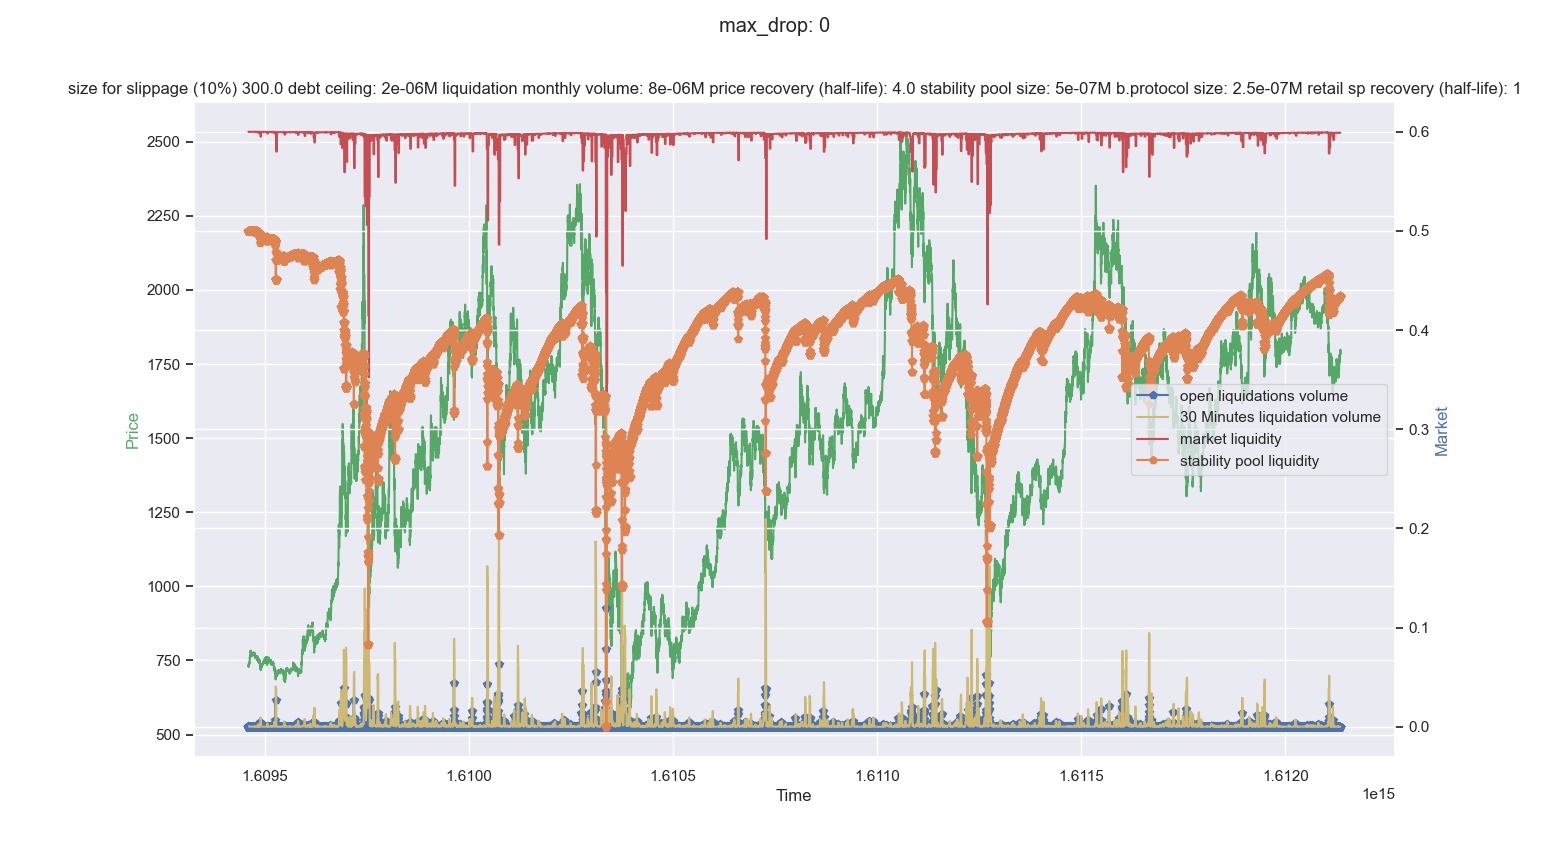 max_drop: 0
size for slippage (10%) 300.0 debt ceiling: 2e-06M liquidation monthly volume: 8e-06M price recovery (half-life): 4.0 stability pool size: 5e-07M b.protocol size: 2.5e-07M retail sp recovery (half-life): 1
2500
2250
2000
1750
1500
1250
1000
750
500
Price
0.6
0.5
0.4
0.3
0.2
0.1
0.0
Market
open liquidations volume
30 Minutes liquidation volume
market liquidity
stability pool liquidity
1.6095
1.6100
1.6105
1.6110
1.6115
1.6120
Time
1e15